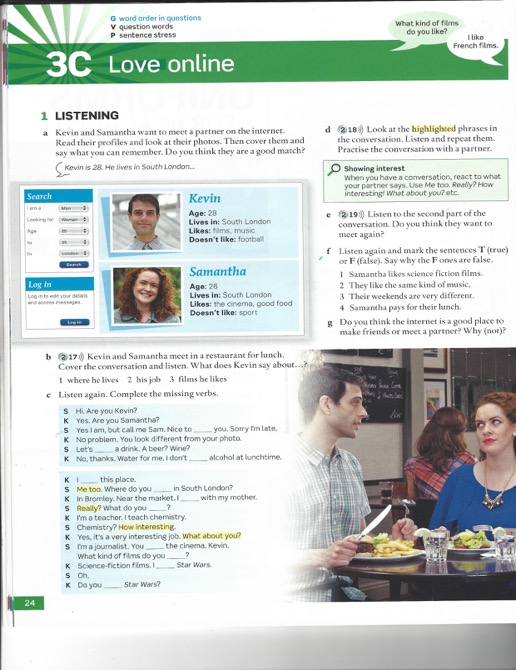 G word order in questions
V question words
P sentence stress
What kind of films
do you like?
I like
French films.
3C Love online
1 LISTENING
a Kevin and Samantha want to meet a partner on the internet.
Read their profiles and look at their photos. Then cover them and
say what you can remember. Do you think they are a good match?
Kevin is 28. He lives in South London...
Search
I am a Man
Looking for Woman
Age
to
In London
Search
Log in
Log in to edit your details
and access messages.
Log in
Kevin
Age: 28
Lives in: South London
Likes: films, music
Doesn't like: football
Samantha
Age: 26
Lives in: South London
Likes: the cinema, good food
Doesn't like: sport
b 2 17 Kevin and Samantha meet in a restaurant for lunch.
Cover the conversation and listen. What does Kevin say about...?
1 where he lives 2 his job 3 films he likes
c Listen again. Complete the missing verbs.
S Hi. Are you Kevin?
K Yes. Are you Samantha?
S Yes I am, but call me Sam. Nice to _____ you. Sorry I'm late.
K No problem. You look different from your photo.
S Let's _____ a drink. A beer? Wine?
K No, thanks. Water for me. I don't _____ alcohol at lunchtime.
K I _____ this place.
S Me too. Where do you _____ in South London?
K In Bromley. Near the market. I _____ with my mother.
S Really? What do you _____?
K I'm a teacher. I teach chemistry.
S Chemistry? How interesting.
K Yes, it's a very interesting job. What about you?
S I'm a journalist. You _____ the cinema, Kevin.
What kind of films do you _____?
K Science-fiction films. I _____ Star Wars.
S Oh.
K Do you _____ Star Wars?
d 2 18 Look at the highlighted phrases in
the conversation. Listen and repeat them.
Practise the conversation with a partner.
Showing interest
When you have a conversation, react to what
your partner says. Use Me too. Really? How
interesting! What about you? etc.
e 2 19 Listen to the second part of the
conversation. Do you think they want to
meet again?
f Listen again and mark the sentences T (true)
or F (false). Say why the F ones are false.
1 Samantha likes science fiction films.
2 They like the same kind of music.
3 Their weekends are very different.
4 Samantha pays for their lunch.
g Do you think the internet is a good place to
make friends or meet a partner? Why (not)?
24